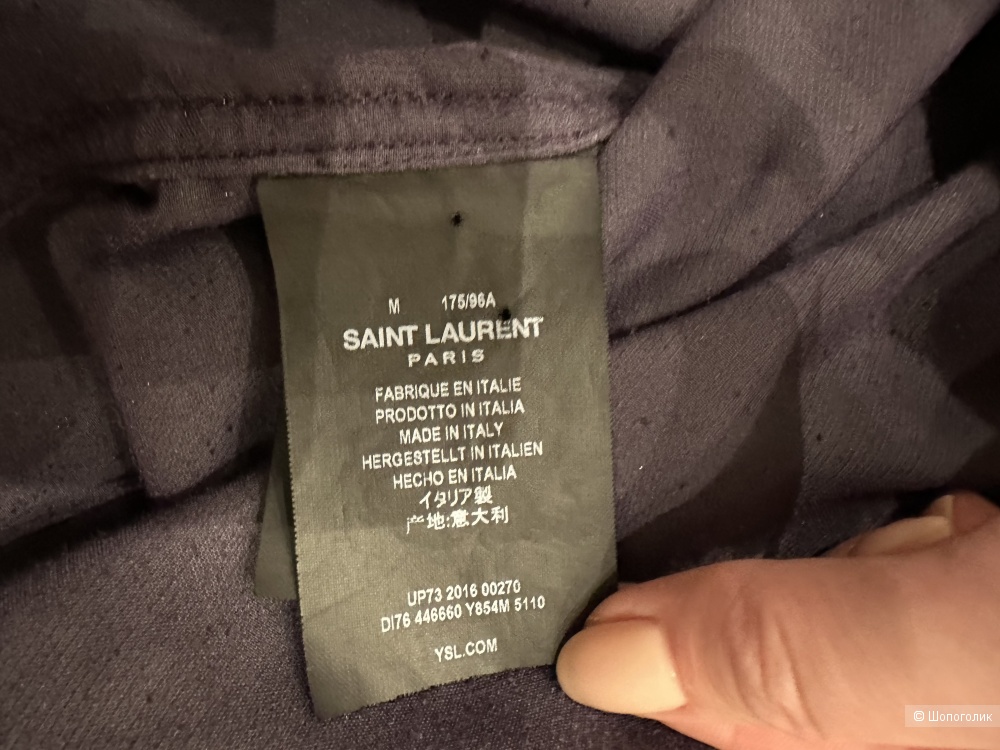 M 175/96A
SAINT LAURENT
PARIS
FABRIQUE EN ITALIE
PRODOTTO IN ITALIA
MADE IN ITALY
HERGESTELLT IN ITALIEN
HECHO EN ITALIA
イタリア製
产地:意大利
UP73 2016 00270
DI76 446660 Y854M 5110
YSL.COM
© Шопоголик